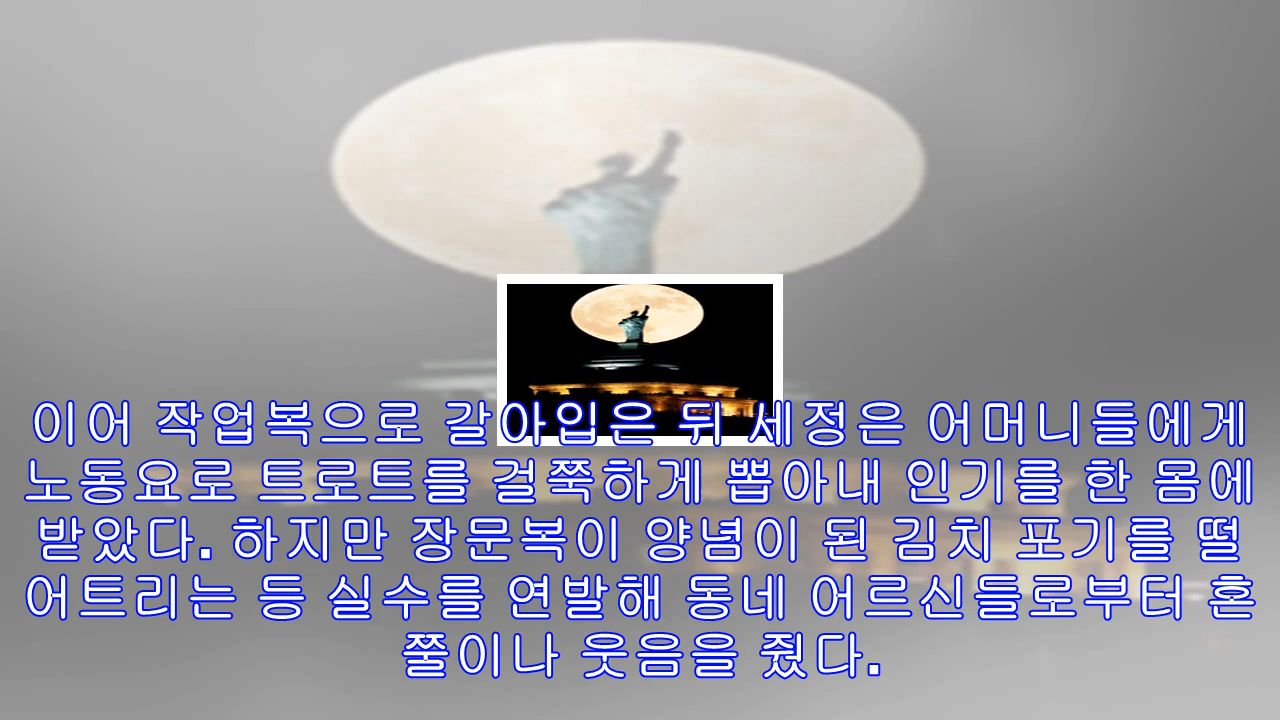 이어 작업복으로 갈아입은 뒤 세정은 어머니들에게
노동요로 트로트를 걸쭉하게 뽑아내 인기를 한 몸에
받았다. 하지만 장문복이 양념이 된 김치 포기를 떨
어트리는 등 실수를 연발해 동네 어르신들로부터 혼
쭐이나 웃음을 줬다.